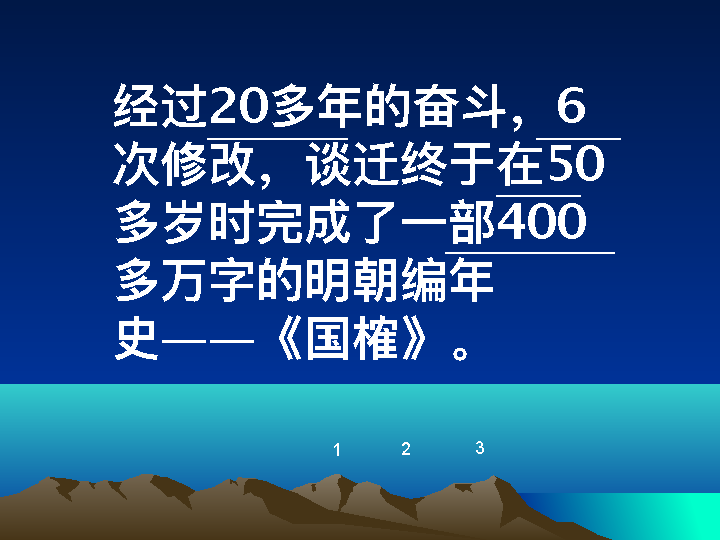 经过20多年的奋斗，6
次修改，谈迁终于在50
多岁时完成了一部400
多万字的明朝编年
史——《国榷》。
1 2 3